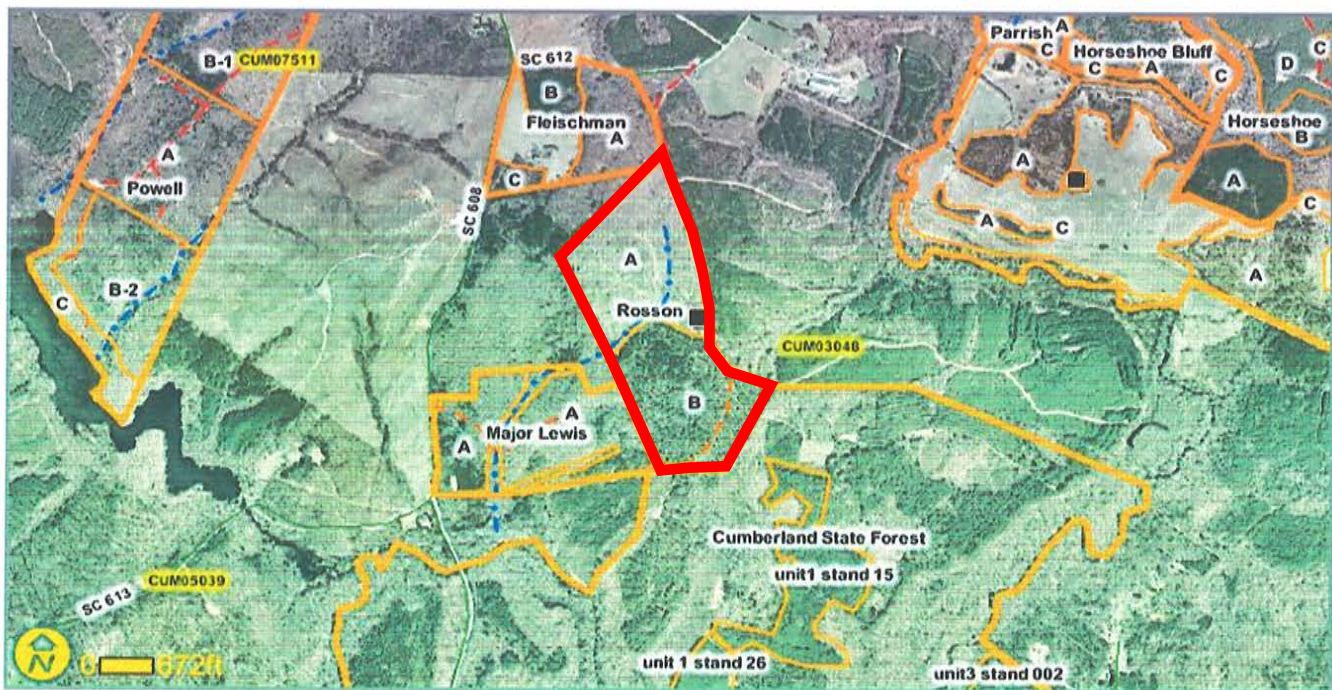 Parrish
A
C
Horseshoe Bluff
C
A
C
D
C
B-1
CUM07511
SC 612
B
Fleischman
A
C
Horseshoe
B
A
Powell
SC 608
A
A
C
A
C
A
C
B-2
A
Rosson
CUM03048
B
A
Major Lewis
A
Cumberland State Forest
unit1 stand 15
CUM05039
SC 613
unit 1 stand 26
unit3 stand 002
N
0
672ft